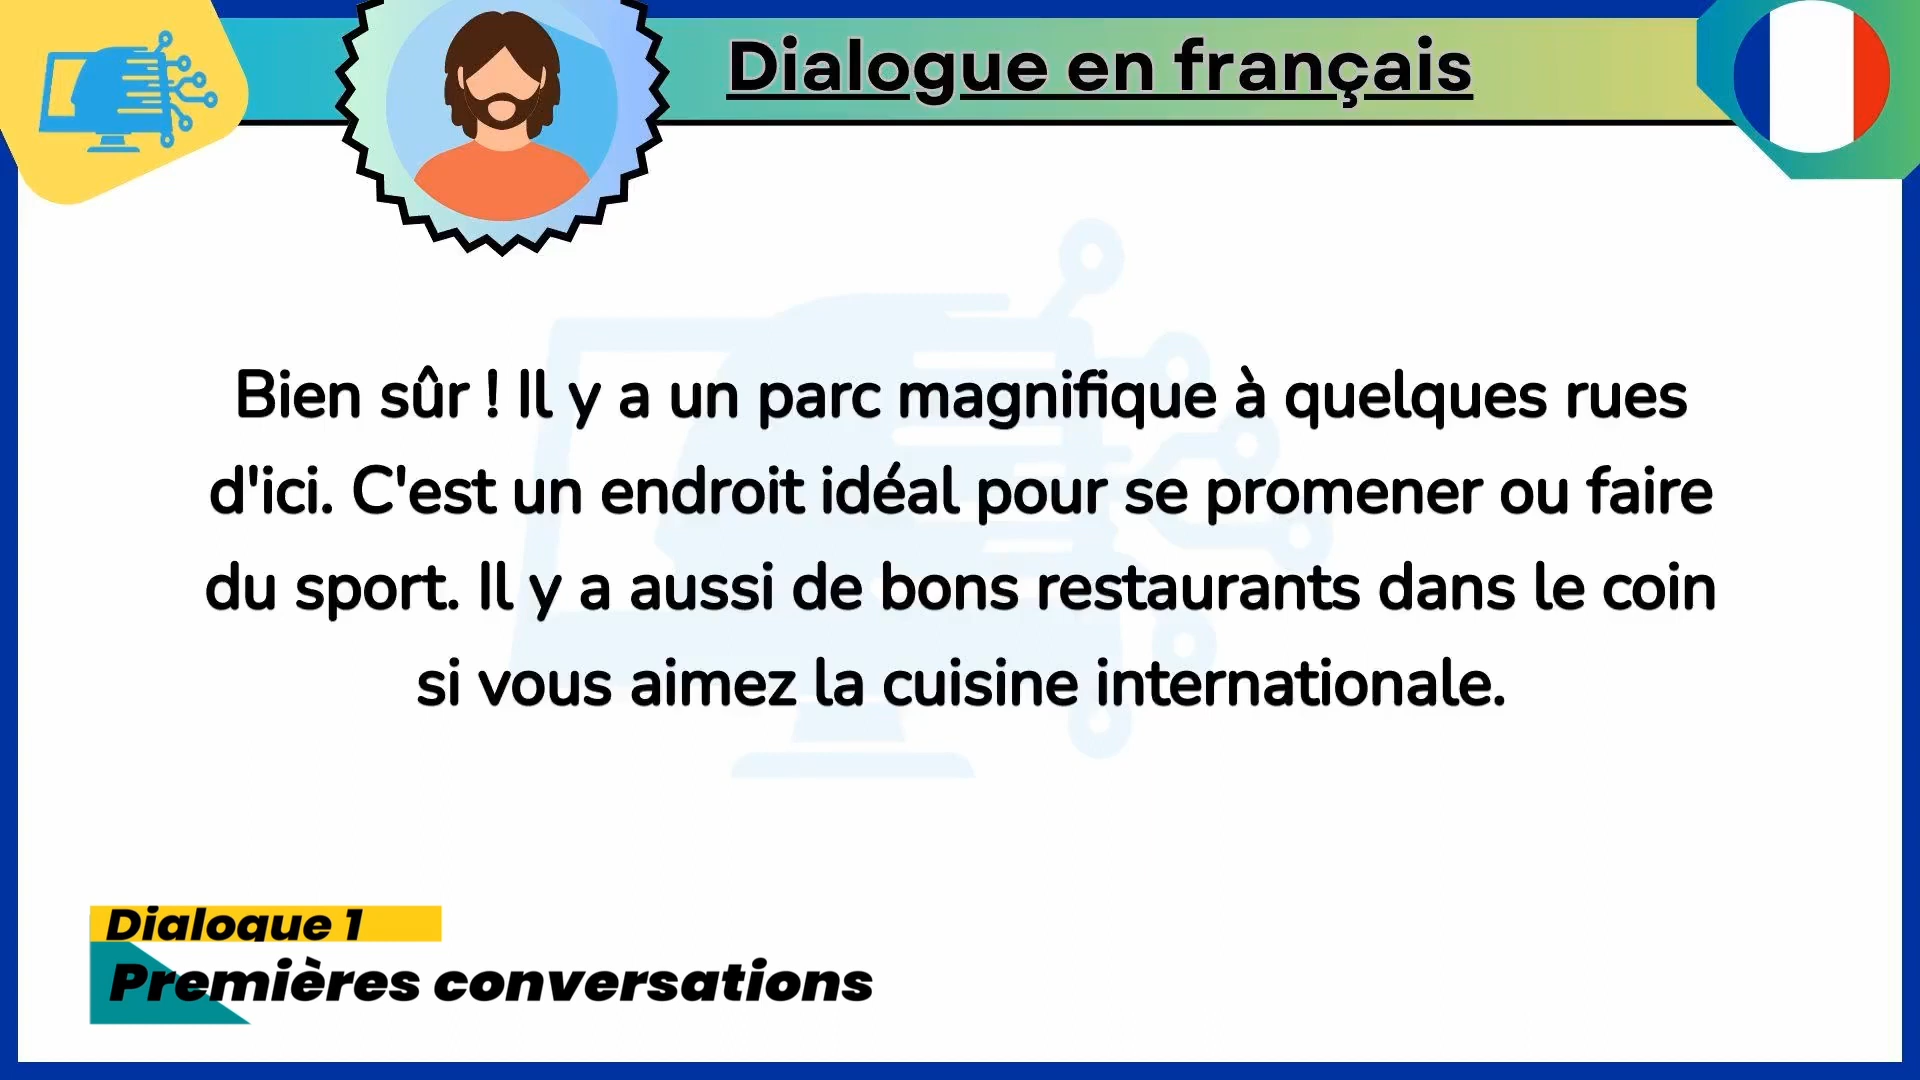 Dialogue en français
Bien sûr ! Il y a un parc magnifique à quelques rues
d'ici. C'est un endroit idéal pour se promener ou faire
du sport. Il y a aussi de bons restaurants dans le coin
si vous aimez la cuisine internationale.
Dialogue 1
Premières conversations